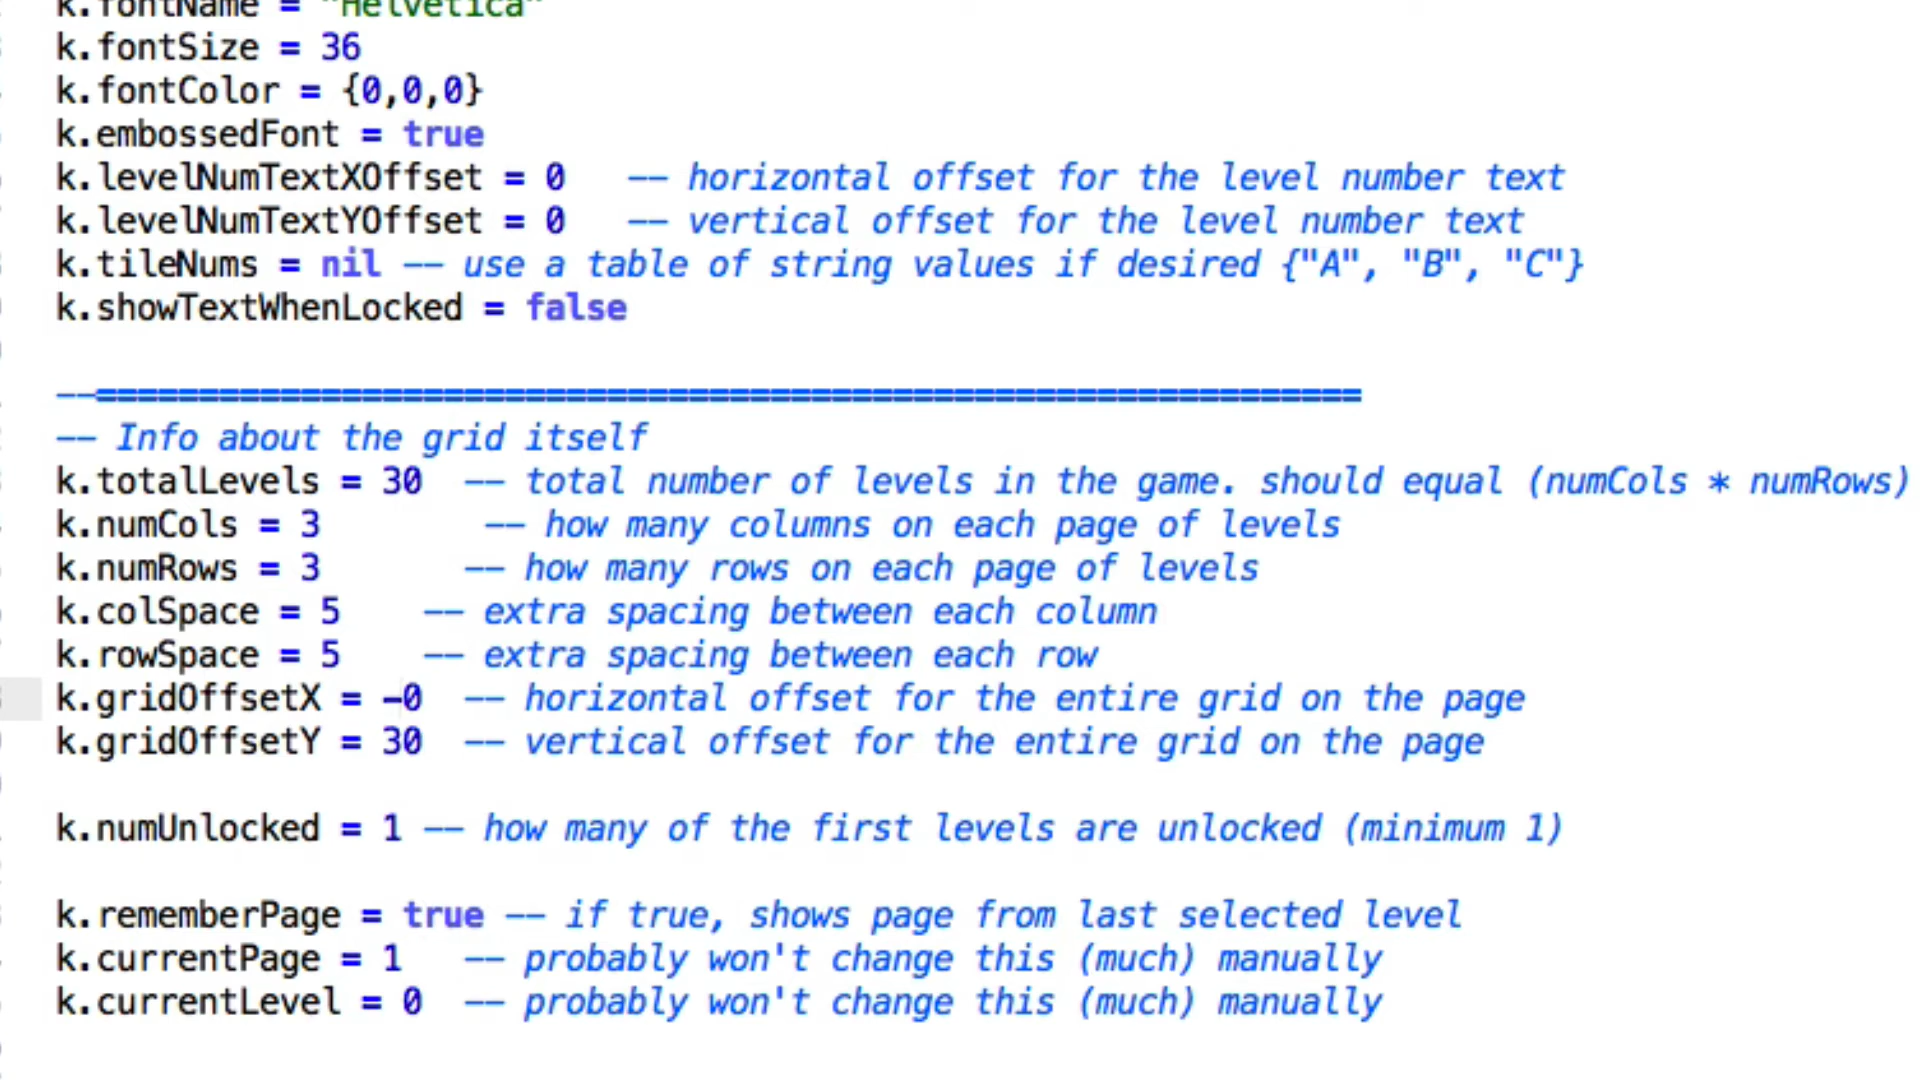 k.fontName = "Helvetica"
k.fontSize = 36
k.fontColor = {0,0,0}
k.embossedFont = true
k.levelNumTextXOffset = 0   -- horizontal offset for the level number text
k.levelNumTextYOffset = 0   -- vertical offset for the level number text
k.tileNums = nil -- use a table of string values if desired {"A", "B", "C"}
k.showTextWhenLocked = false
--==============================================================
-- Info about the grid itself
k.totalLevels = 30  -- total number of levels in the game. should equal (numCols * numRows)
k.numCols = 3        -- how many columns on each page of levels
k.numRows = 3       -- how many rows on each page of levels
k.colSpace = 5    -- extra spacing between each column
k.rowSpace = 5    -- extra spacing between each row
k.gridOffsetX = -0  -- horizontal offset for the entire grid on the page
k.gridOffsetY = 30  -- vertical offset for the entire grid on the page
k.numUnlocked = 1 -- how many of the first levels are unlocked (minimum 1)
k.rememberPage = true -- if true, shows page from last selected level
k.currentPage = 1   -- probably won't change this (much) manually
k.currentLevel = 0  -- probably won't change this (much) manually